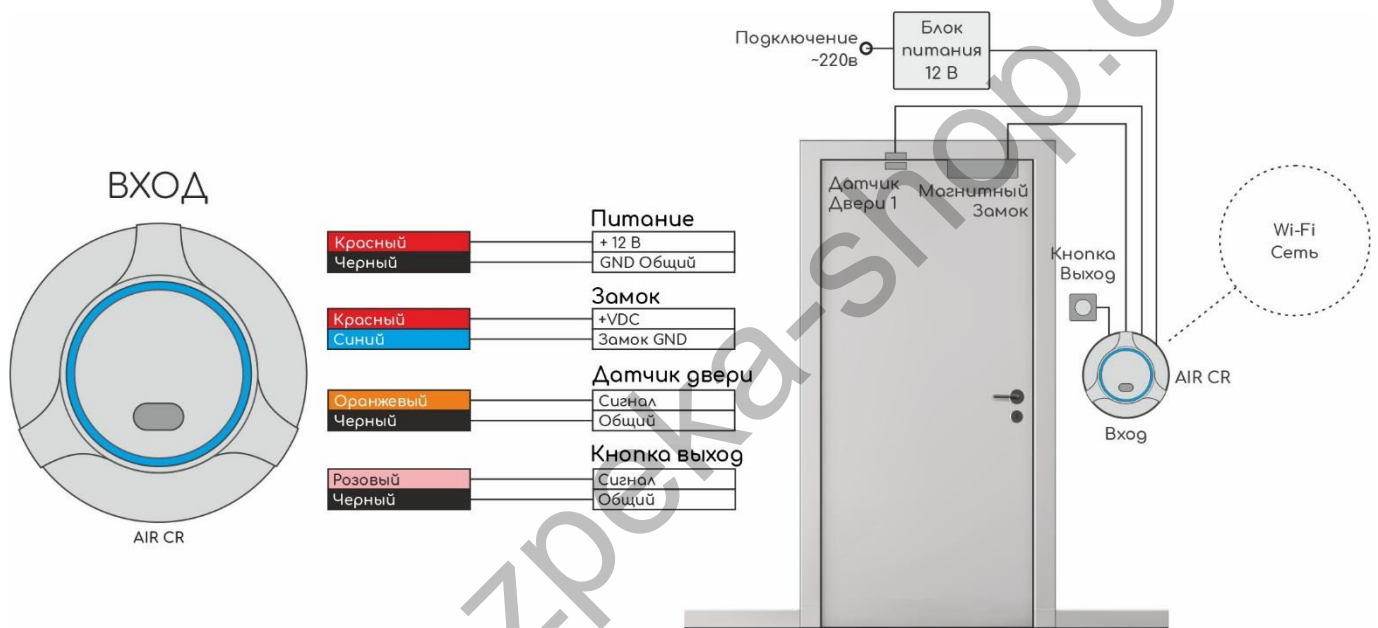 ВХОД
AIR CR
Питание
Красный
+ 12 В
Черный
GND Общий
Замок
Красный
+VDC
Синий
Замок GND
Датчик двери
Оранжевый
Сигнал
Черный
Общий
Кнопка выход
Розовый
Сигнал
Черный
Общий
Подключение
~220в
Блок
питания
12 В
Датчик
Двери 1
Магнитный
Замок
Кнопка
Выход
Wi-Fi
Сеть
AIR CR
Вход
zpeka-shop.c